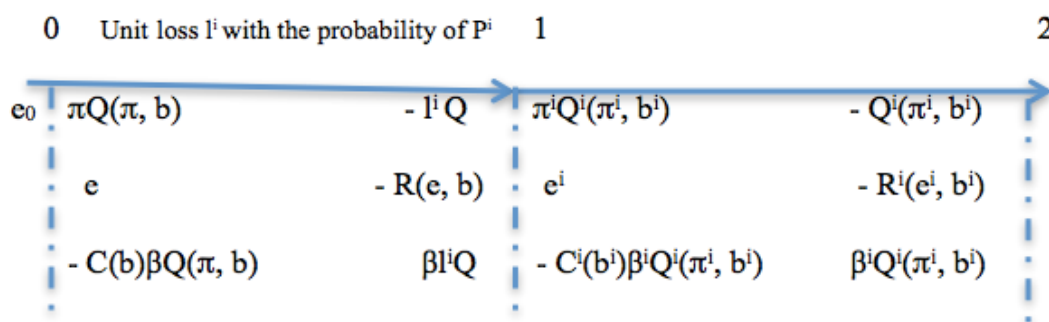 0 Unit loss lⁱ with the probability of Pⁱ 1 2
e₀ πQ(π, b) - lⁱ Q πⁱQⁱ(πⁱ, bⁱ) - Qⁱ(πⁱ, bⁱ)
e - R(e, b) eⁱ - Rⁱ(eⁱ, bⁱ)
- C(b)βQ(π, b) βlⁱQ - Cⁱ(bⁱ)βⁱQⁱ(πⁱ, bⁱ) βⁱQⁱ(πⁱ, bⁱ)